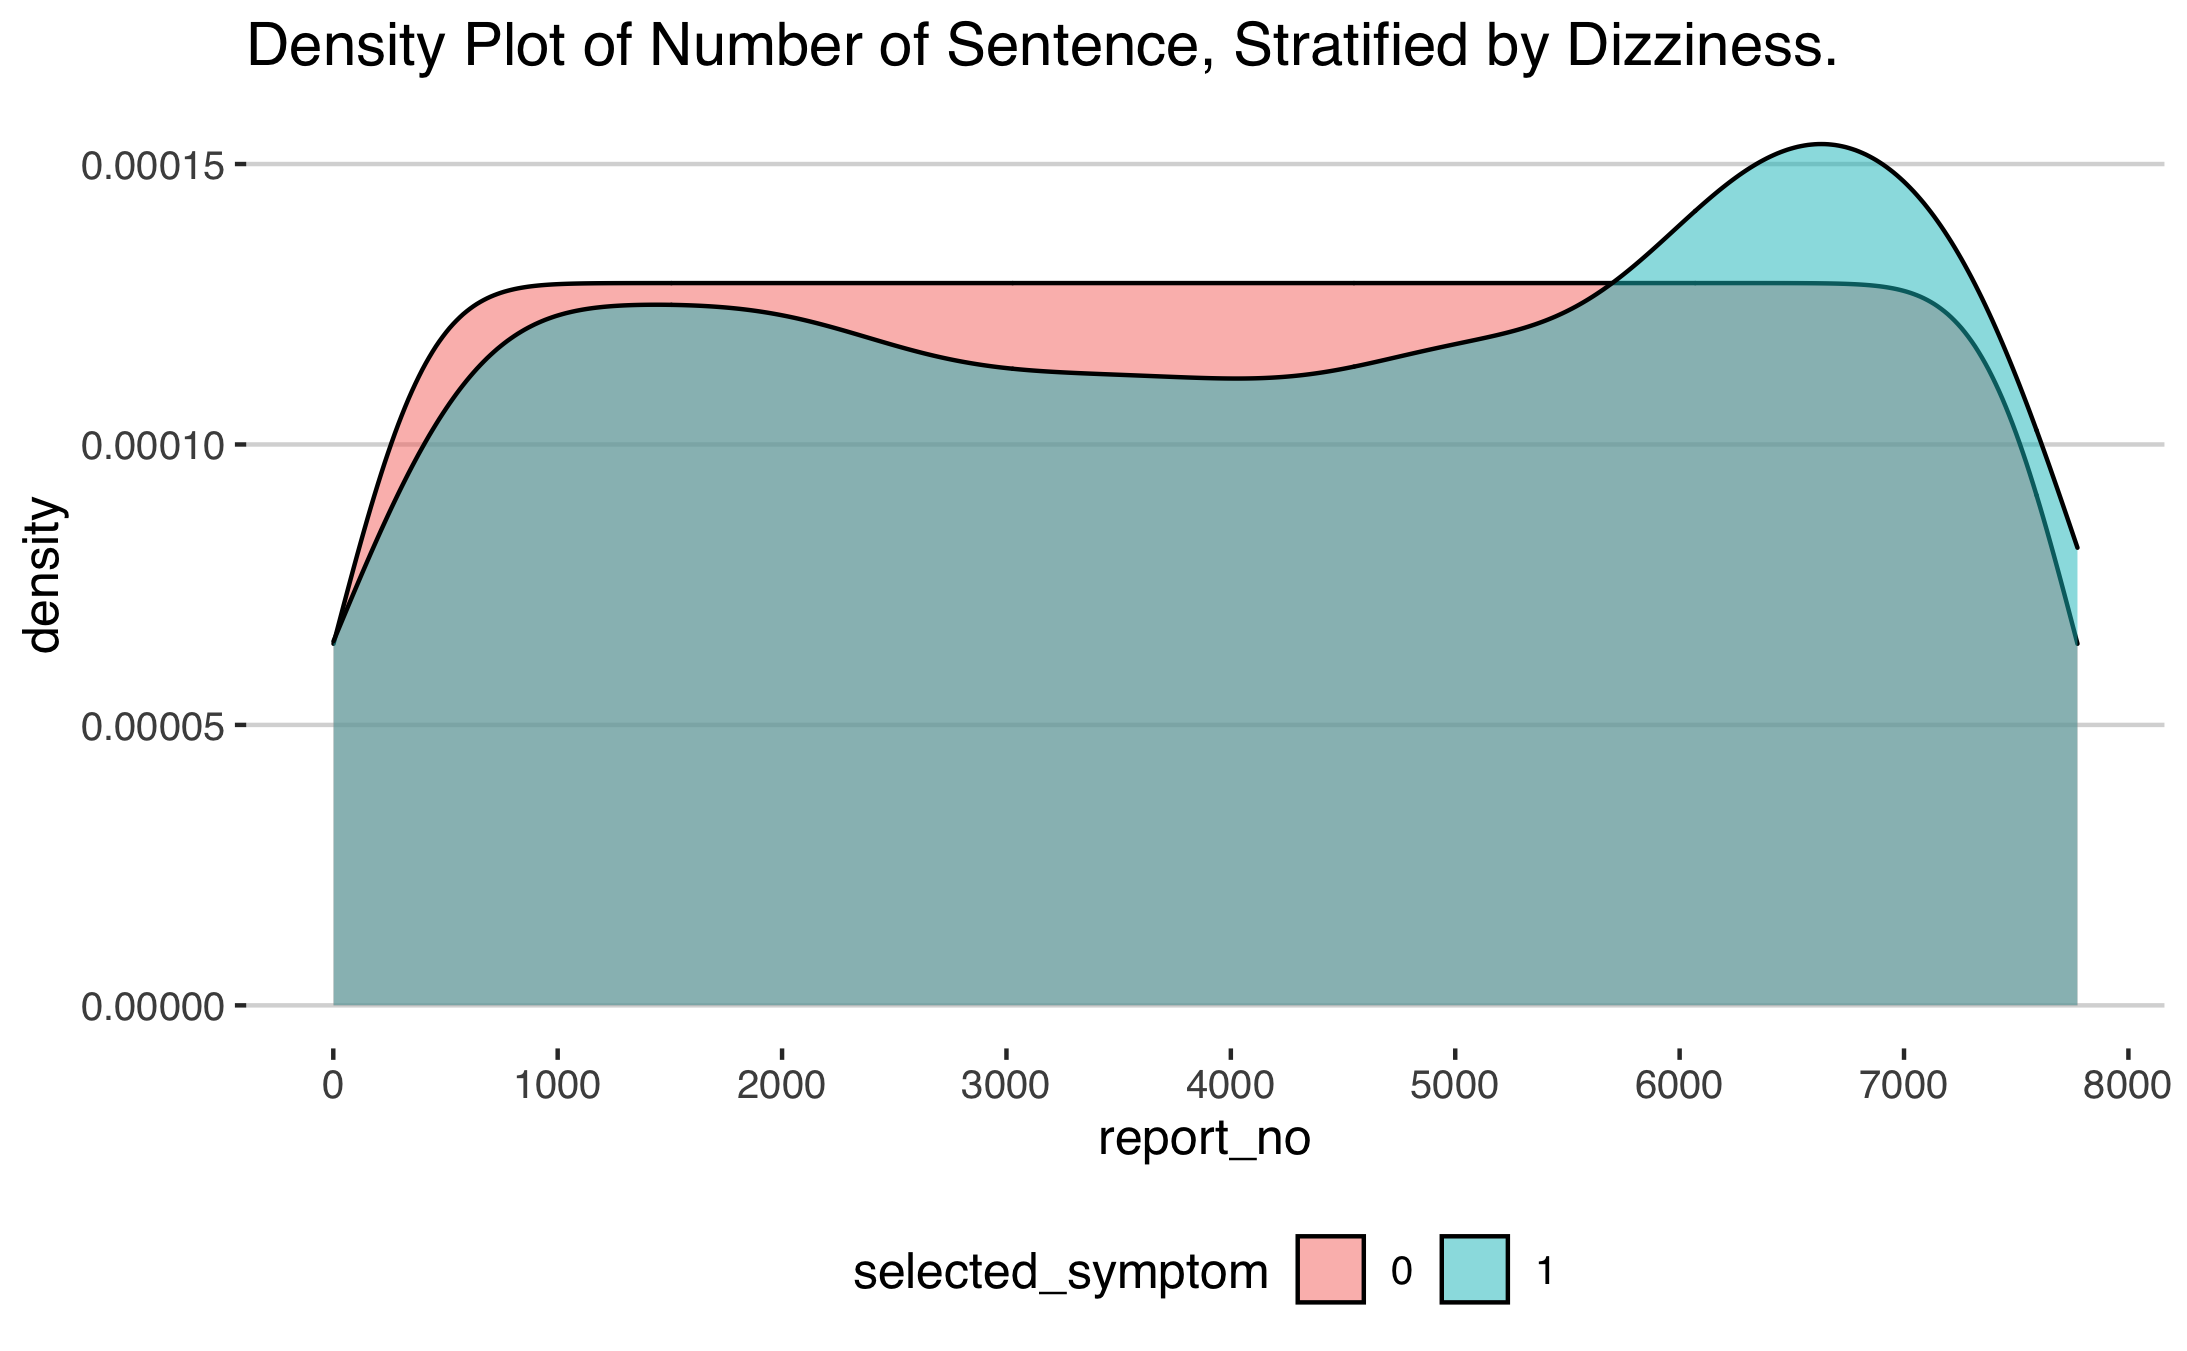 Density Plot of Number of Sentence, Stratified by Dizziness.
0.00015
0.00010
0.00005
0.00000
density
0 1000 2000 3000 4000 5000 6000 7000 8000
report_no
selected_symptom 0 1